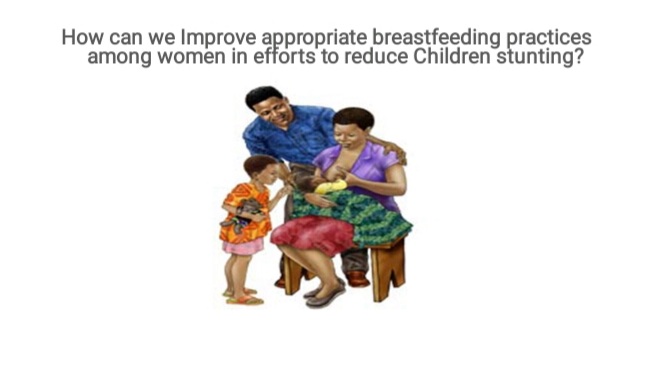 How can we Improve appropriate breastfeeding practices
among women in efforts to reduce Children stunting?